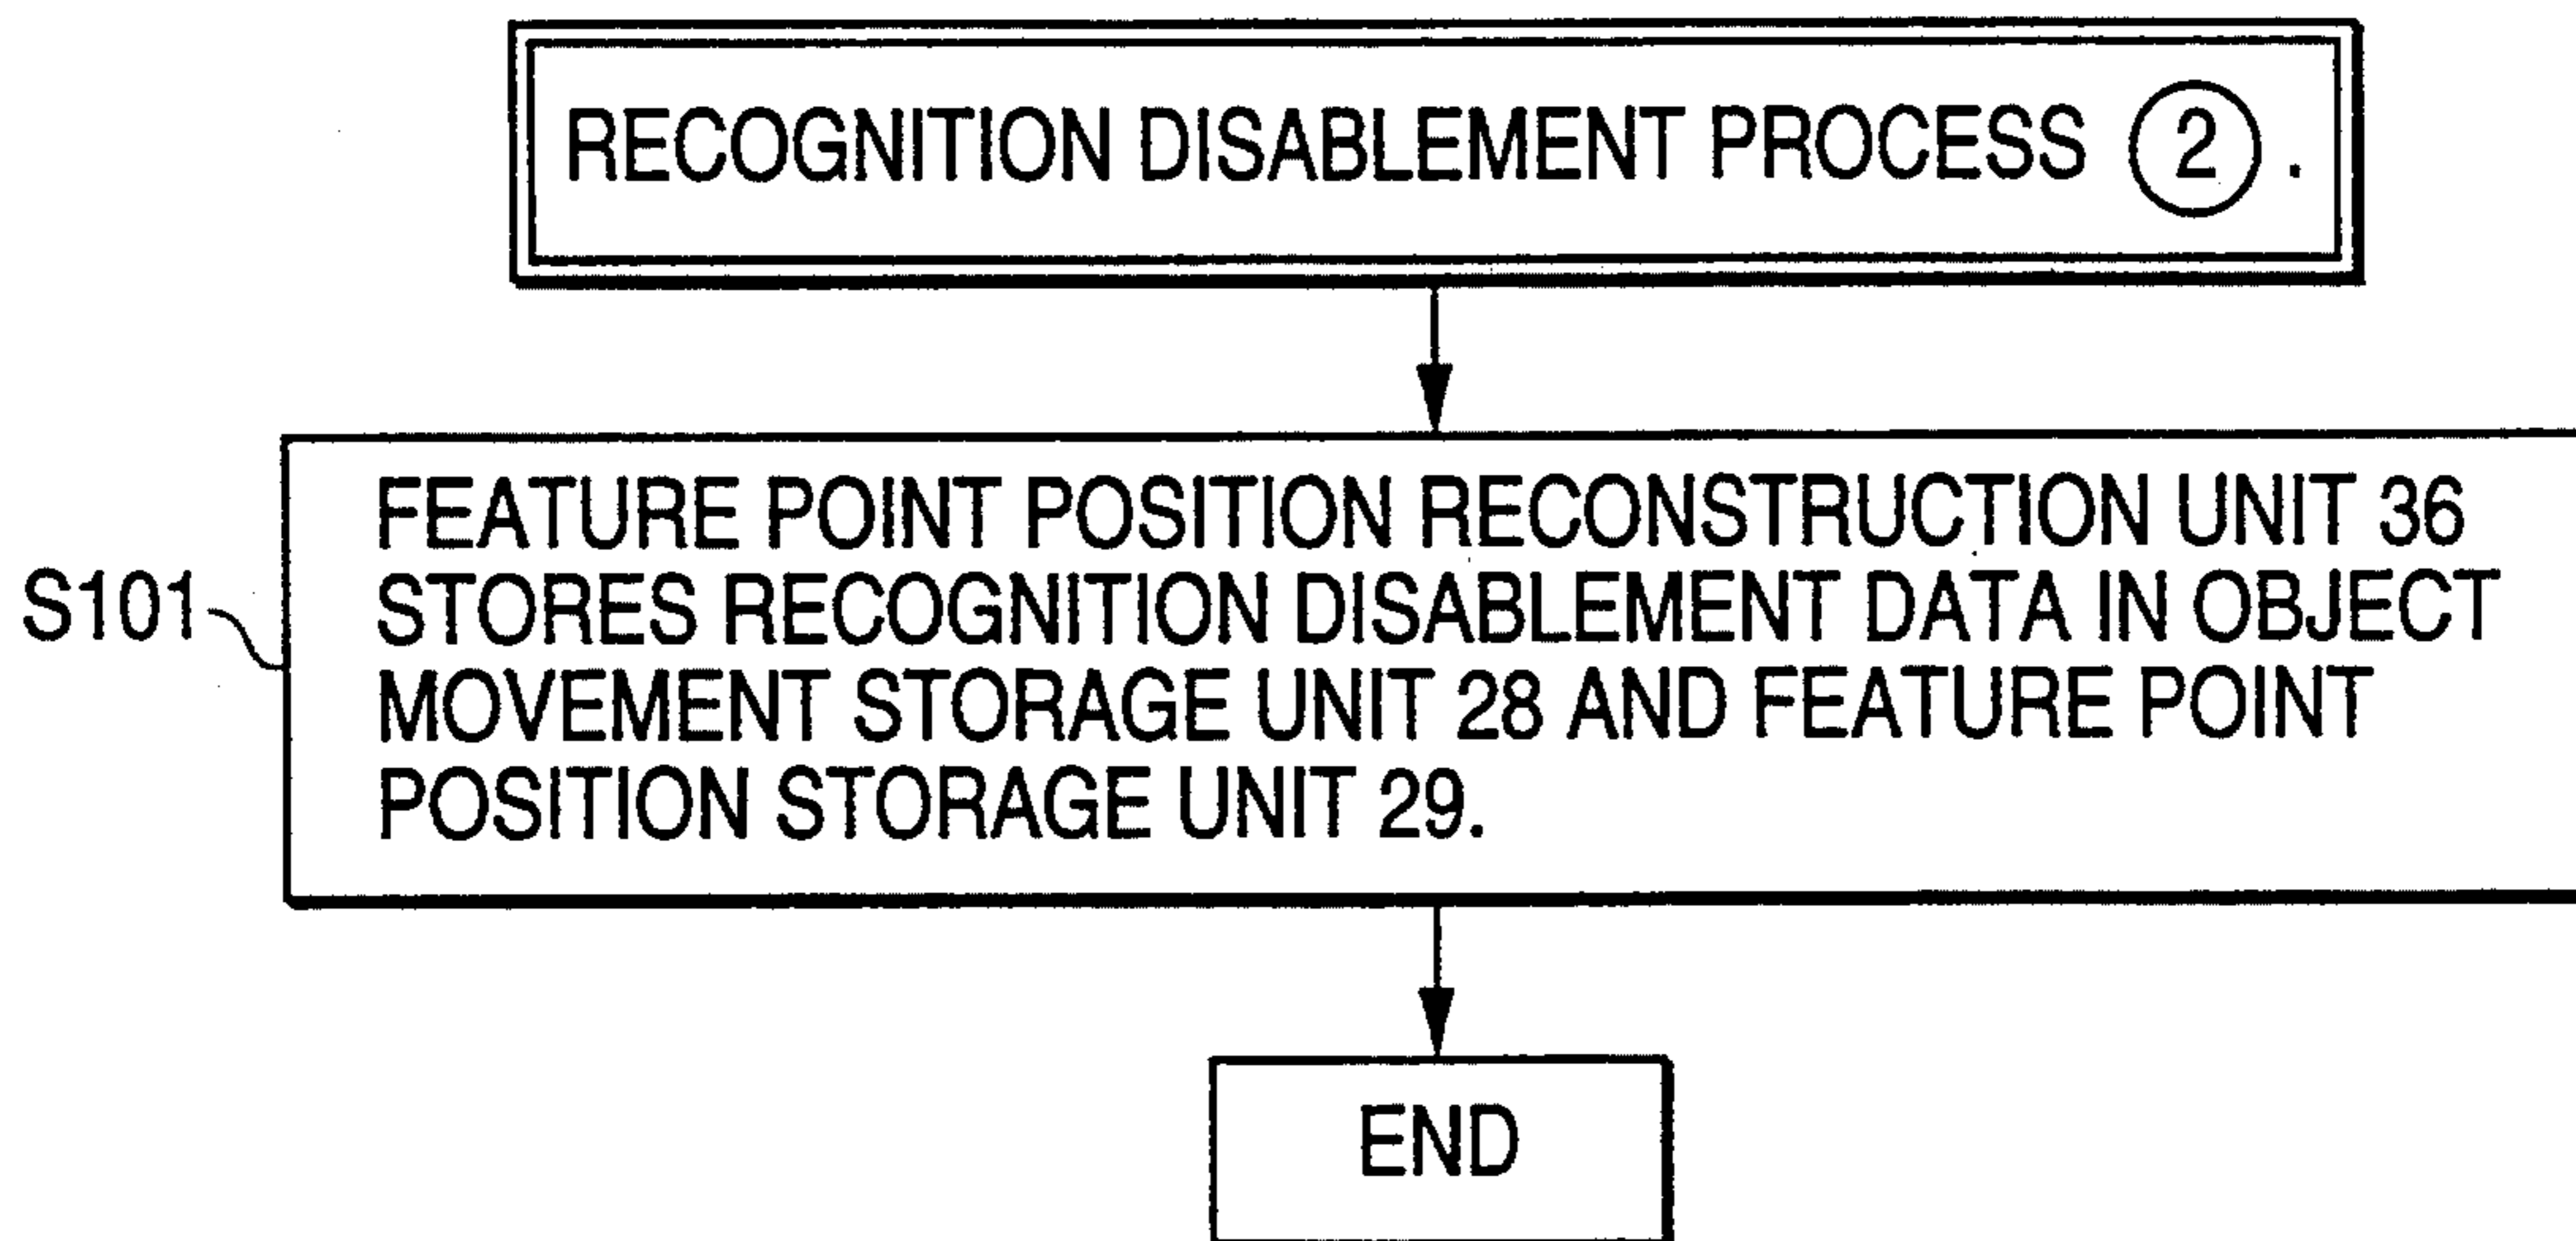 RECOGNITION DISABLEMENT PROCESS ②.
S101
FEATURE POINT POSITION RECONSTRUCTION UNIT 36
STORES RECOGNITION DISABLEMENT DATA IN OBJECT
MOVEMENT STORAGE UNIT 28 AND FEATURE POINT
POSITION STORAGE UNIT 29.
END